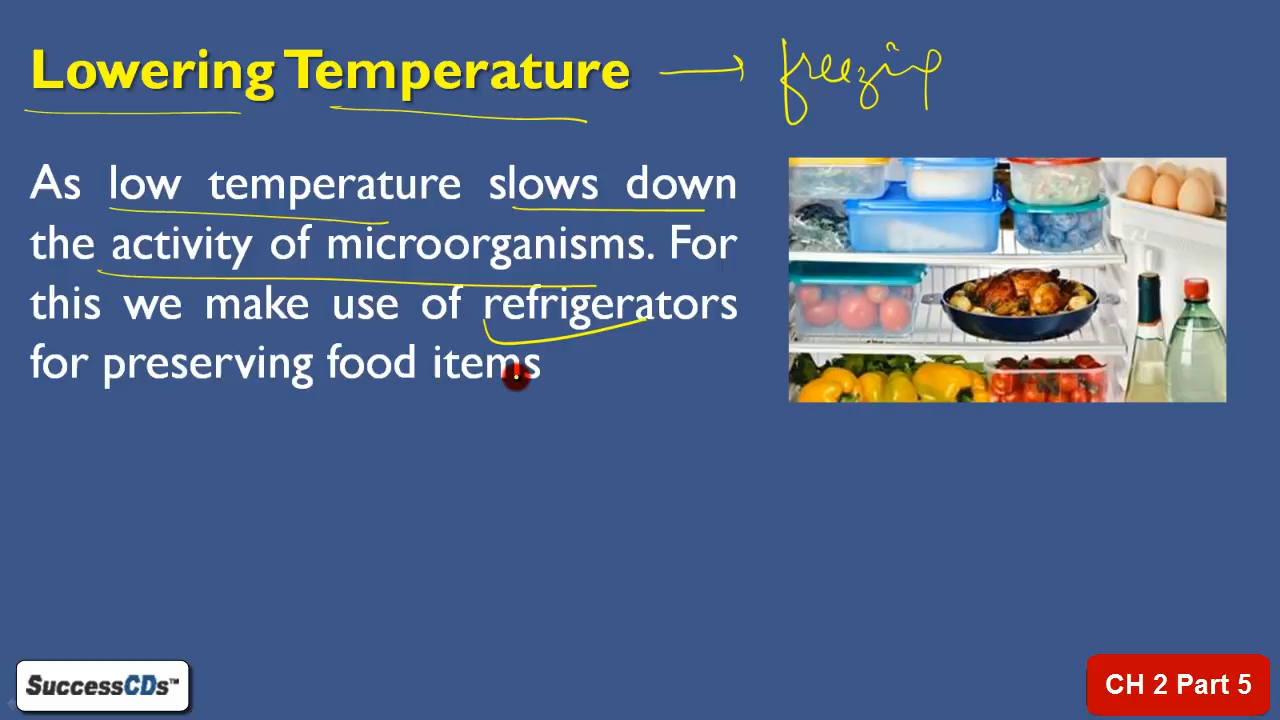 Lowering Temperature → freezing
As low temperature slows down
the activity of microorganisms. For
this we make use of refrigerators
for preserving food items
SuccessCDs™
CH 2 Part 5